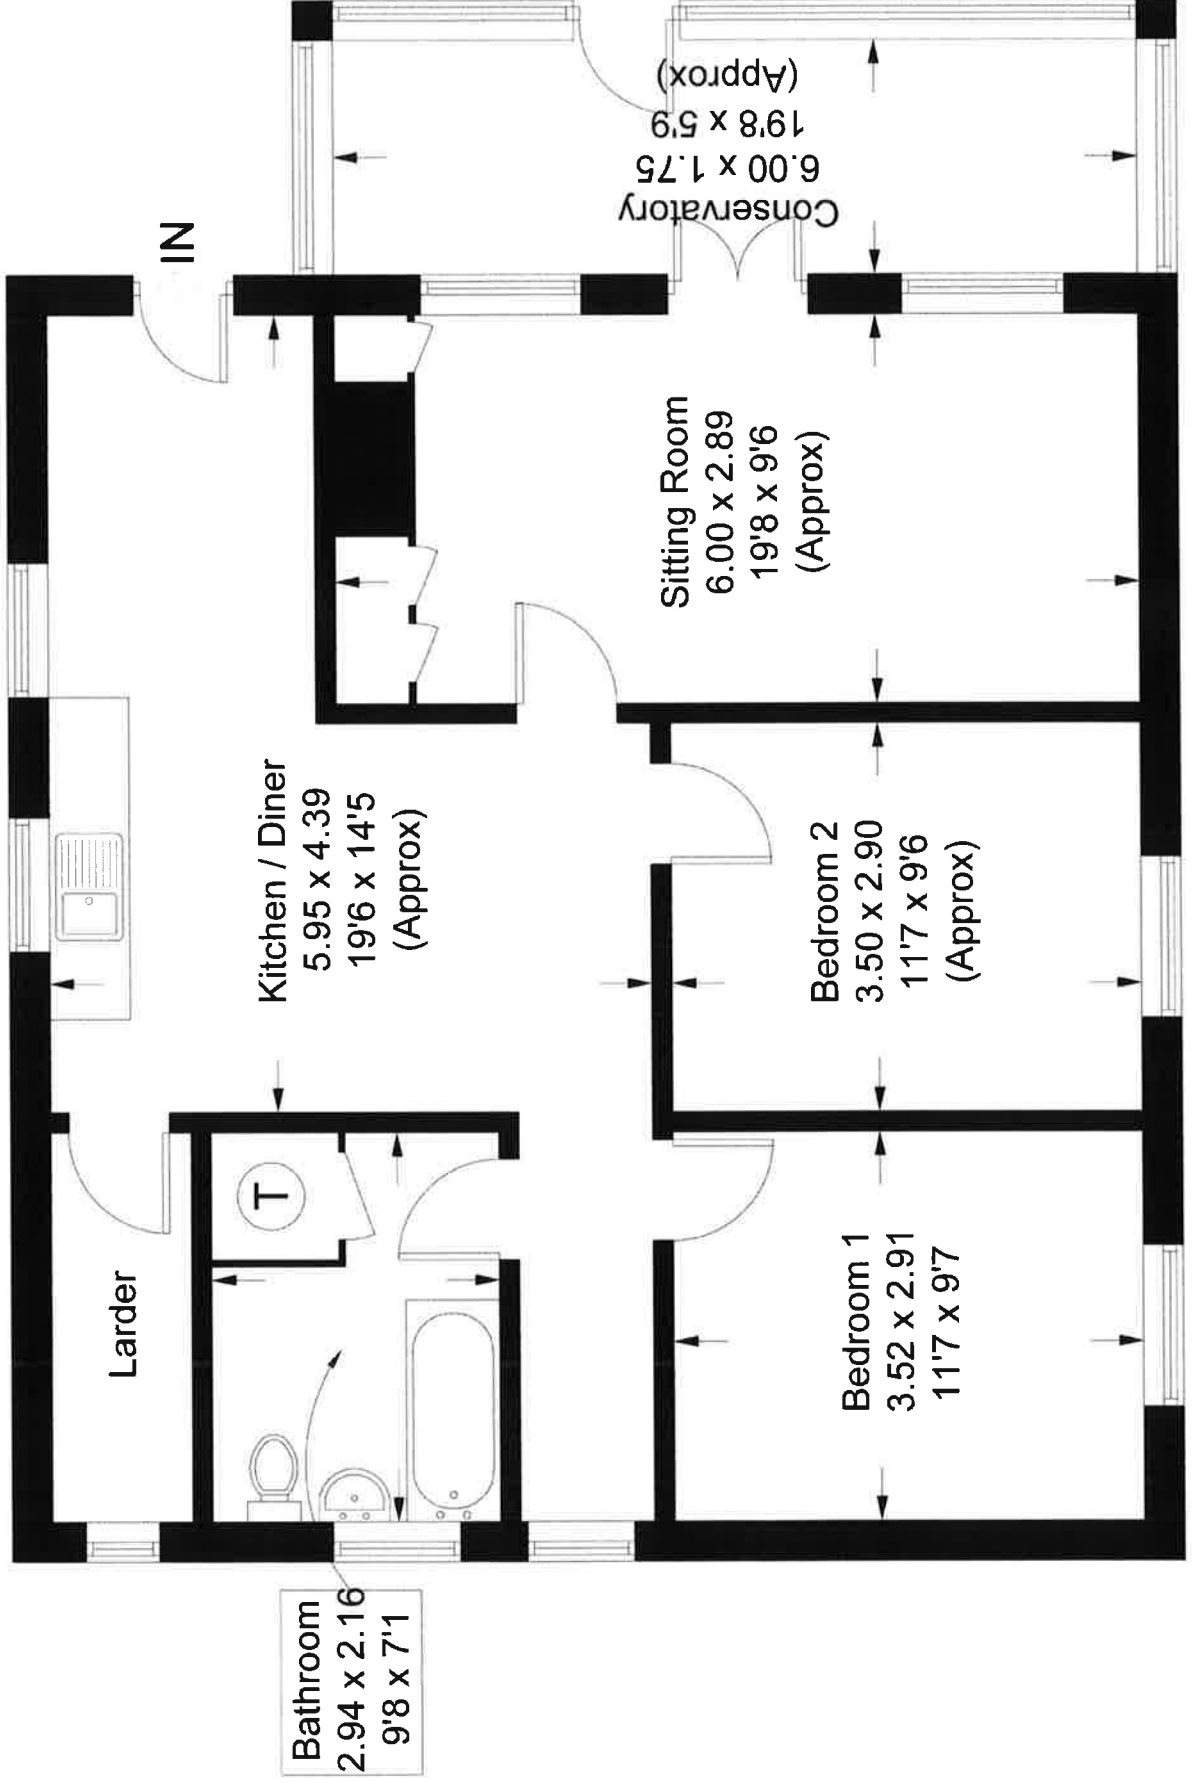 Bathroom
2.94 x 2.16
9'8 x 7'1
Larder
T
Kitchen / Diner
5.95 x 4.39
19'6 x 14'5
(Approx)
IN
Bedroom 1
3.52 x 2.91
11'7 x 9'7
Bedroom 2
3.50 x 2.90
11'7 x 9'6
(Approx)
Sitting Room
6.00 x 2.89
19'8 x 9'6
(Approx)
Conservatory
6.00 x 1.75
19'8 x 5'9
(Approx)